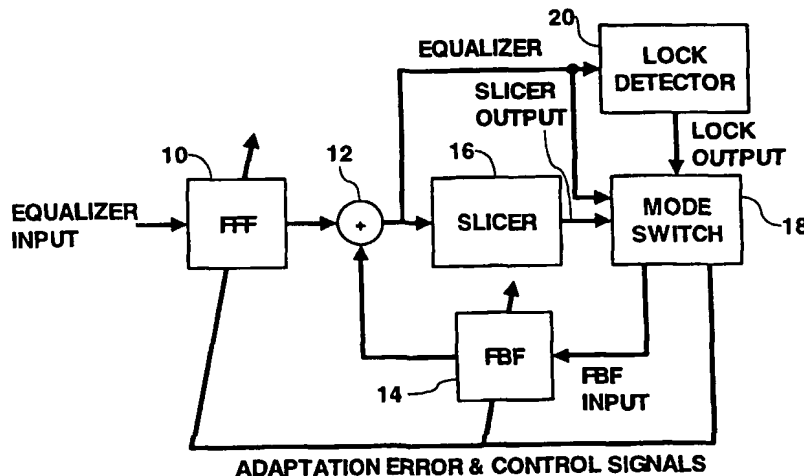 20
EQUALIZER
LOCK
DETECTOR
SLICER
OUTPUT
LOCK
OUTPUT
10
12
16
EQUALIZER
INPUT
FFF
+
SLICER
MODE
SWITCH
18
FBF
14
FBF
INPUT
ADAPTATION ERROR & CONTROL SIGNALS